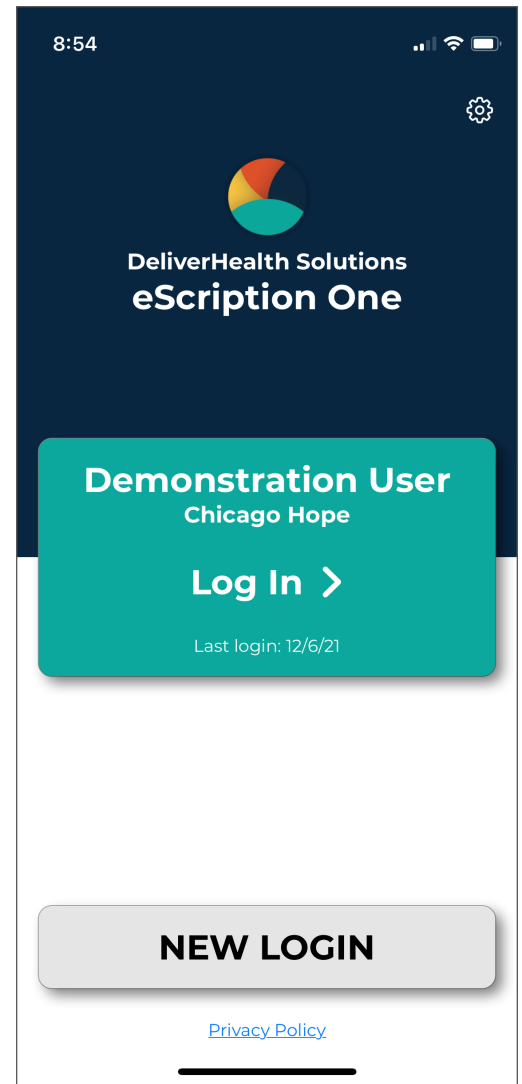 8:54
DeliverHealth Solutions
eScription One
Demonstration User
Chicago Hope
Log In
Last login: 12/6/21
NEW LOGIN
Privacy Policy